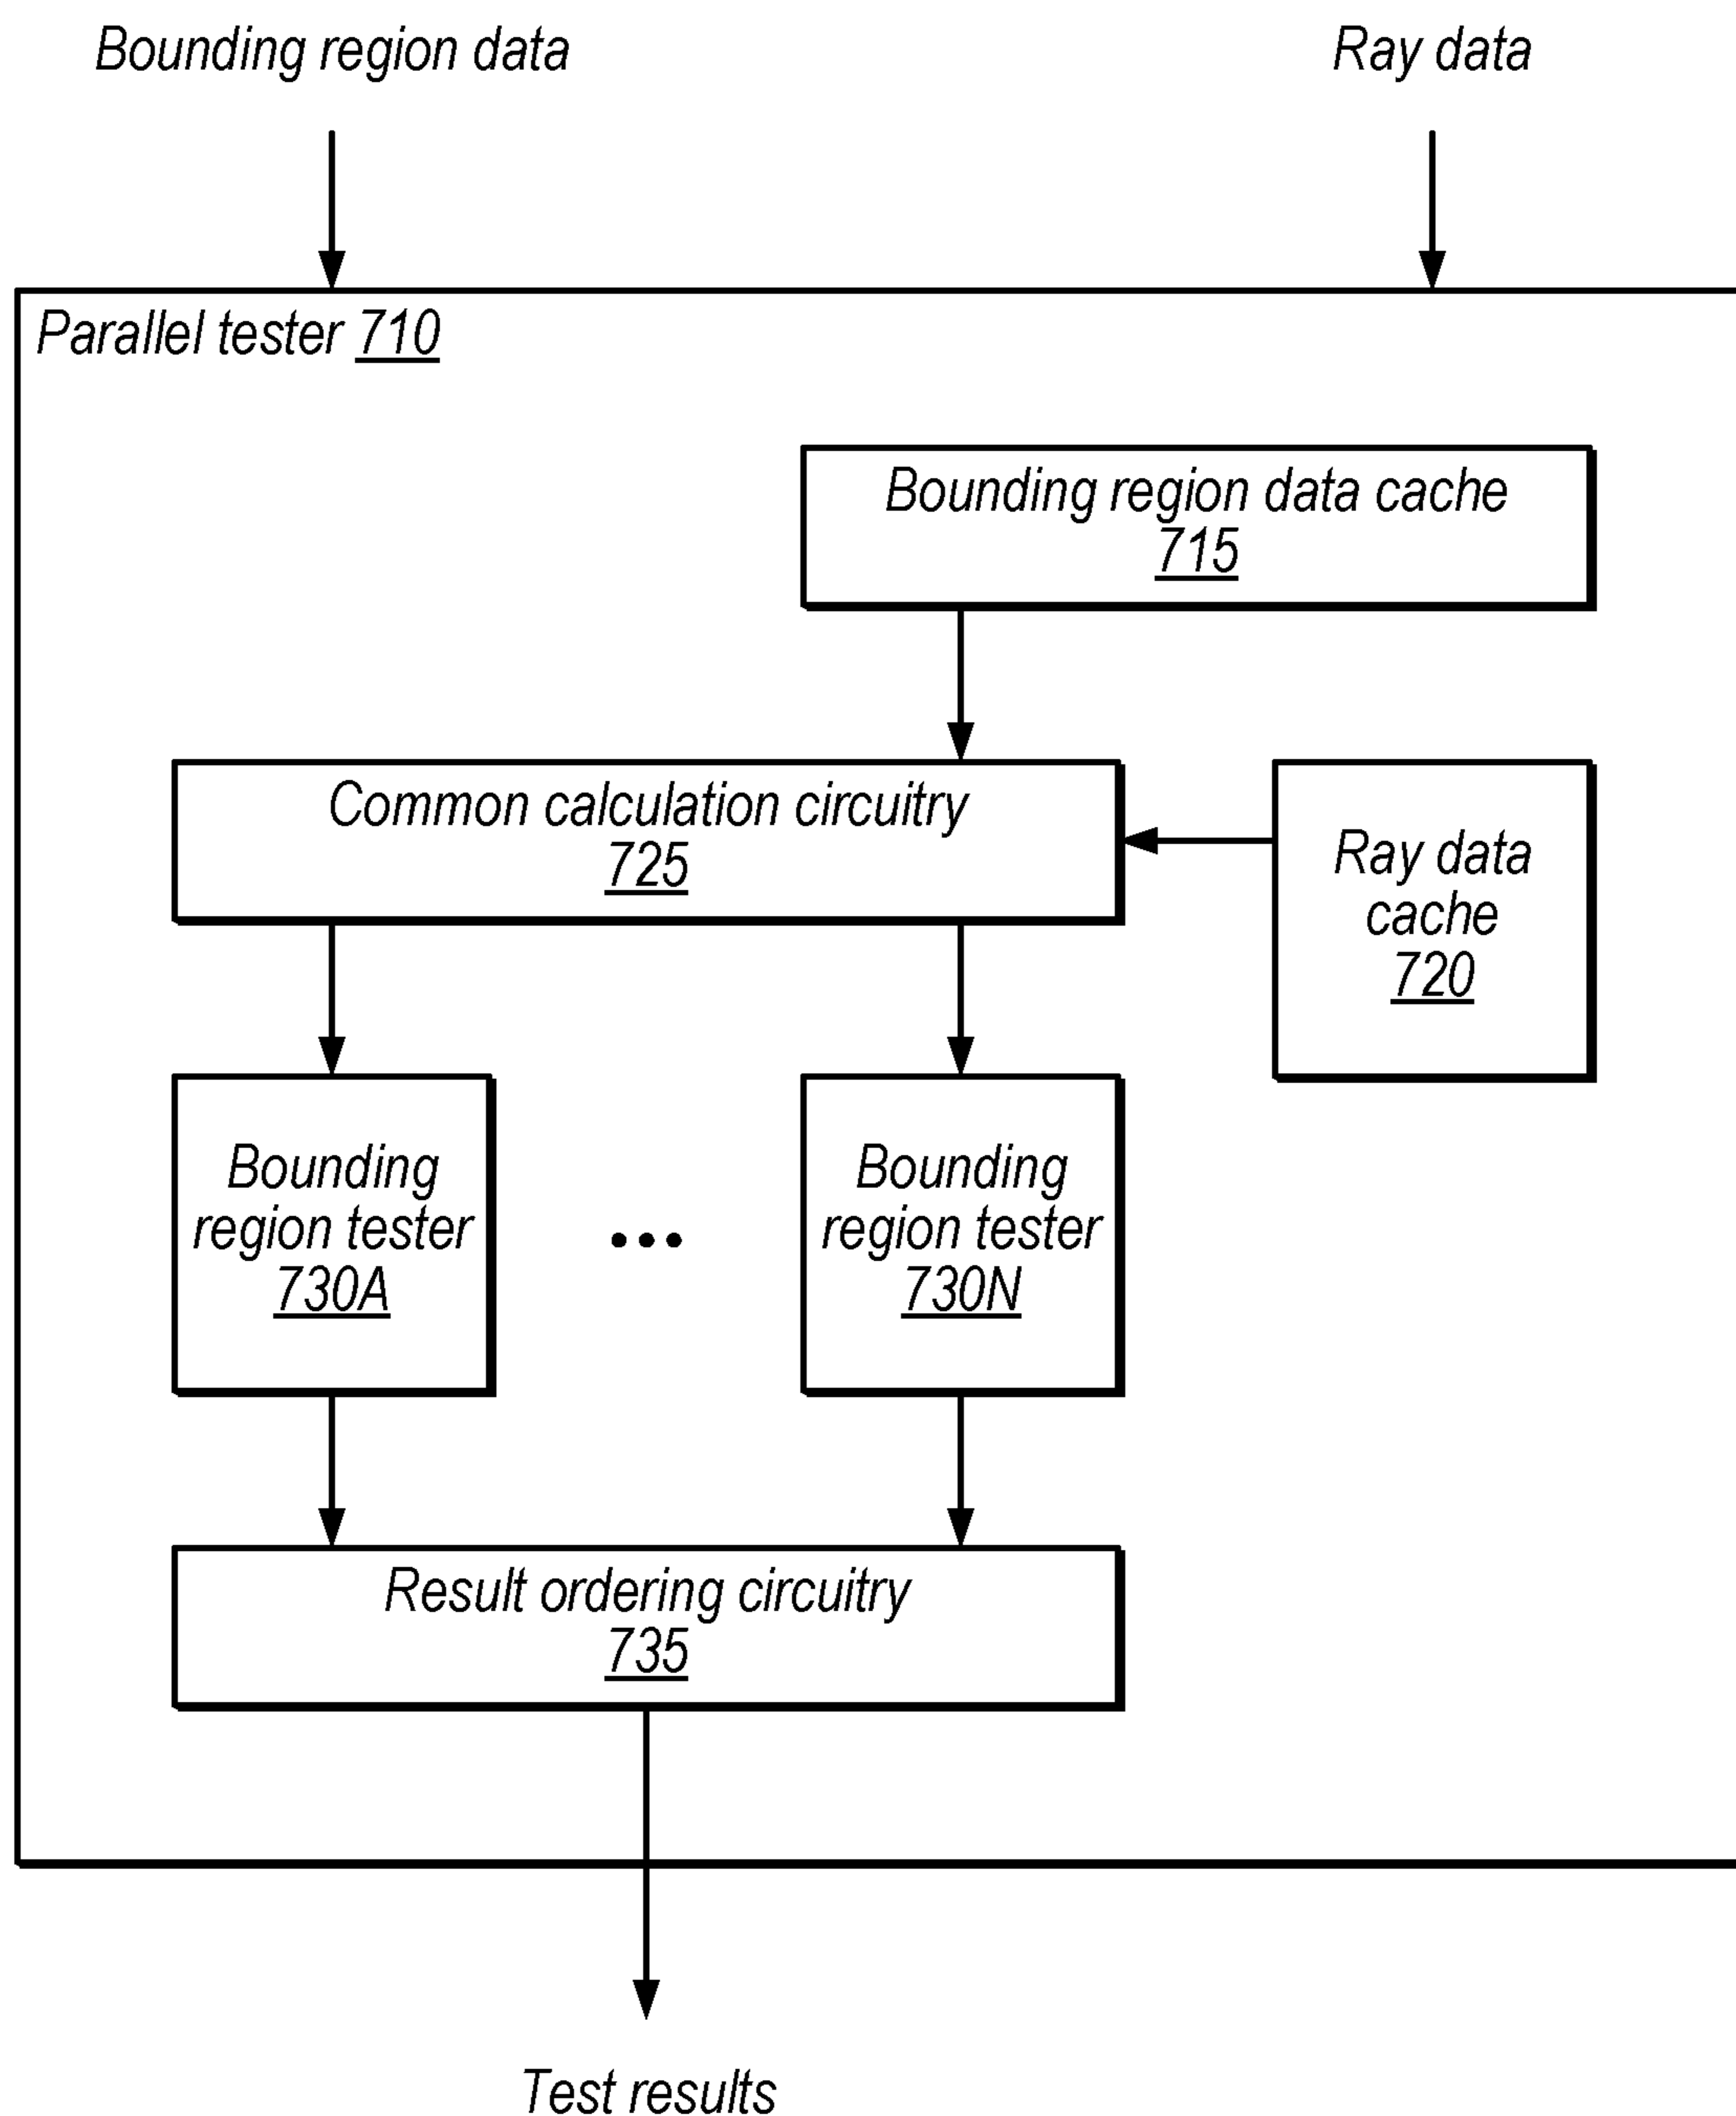 Bounding region data
Ray data
Parallel tester 710
Bounding region data cache
715
Common calculation circuitry
725
Ray data
cache
720
Bounding
region tester
730A
...
Bounding
region tester
730N
Result ordering circuitry
735
Test results